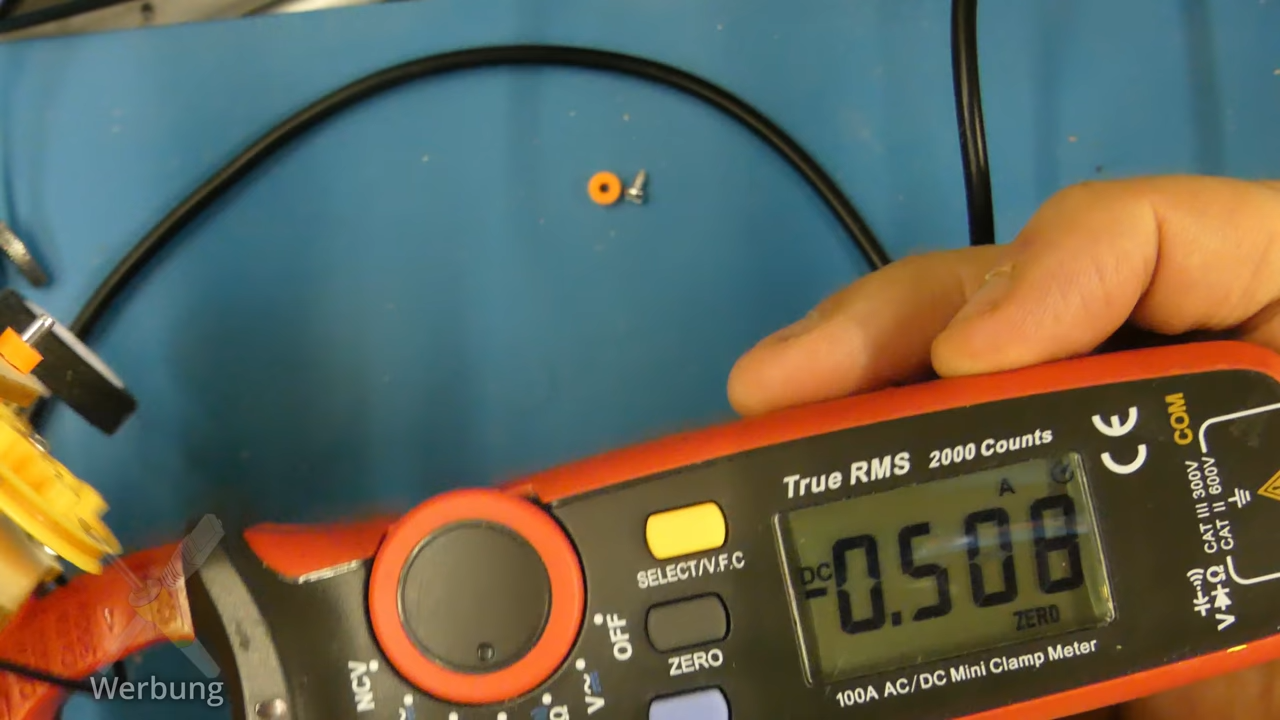 True RMS 2000 Counts
CE
COM
A
DC
-0.508
ZERO
SELECT/V.F.C
OFF
ZERO
NCV
V
Ω
100A AC/DC Mini Clamp Meter
CAT III 300V
CAT II 600V
V Ω
Werbung